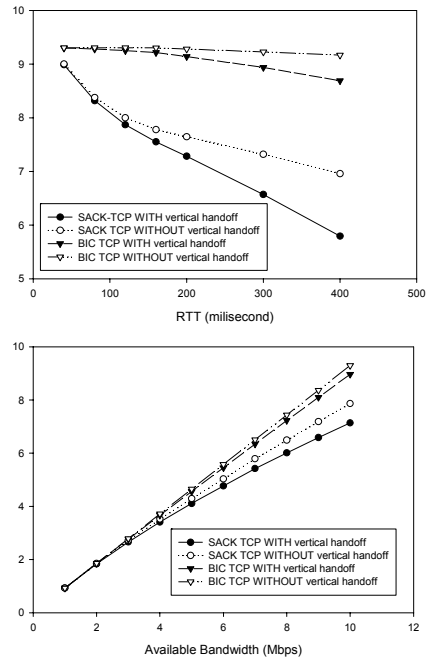 10
9
8
7
6
5
SACK-TCP WITH vertical handoff
SACK TCP WITHOUT vertical handoff
BIC TCP WITH vertical handoff
BIC TCP WITHOUT vertical handoff
0 100 200 300 400 500
RTT (milisecond)
10
8
6
4
2
0
SACK TCP WITH vertical handoff
SACK TCP WITHOUT vertical handoff
BIC TCP WITH vertical handoff
BIC TCP WITHOUT vertical handoff
0 2 4 6 8 10 12
Available Bandwidth (Mbps)